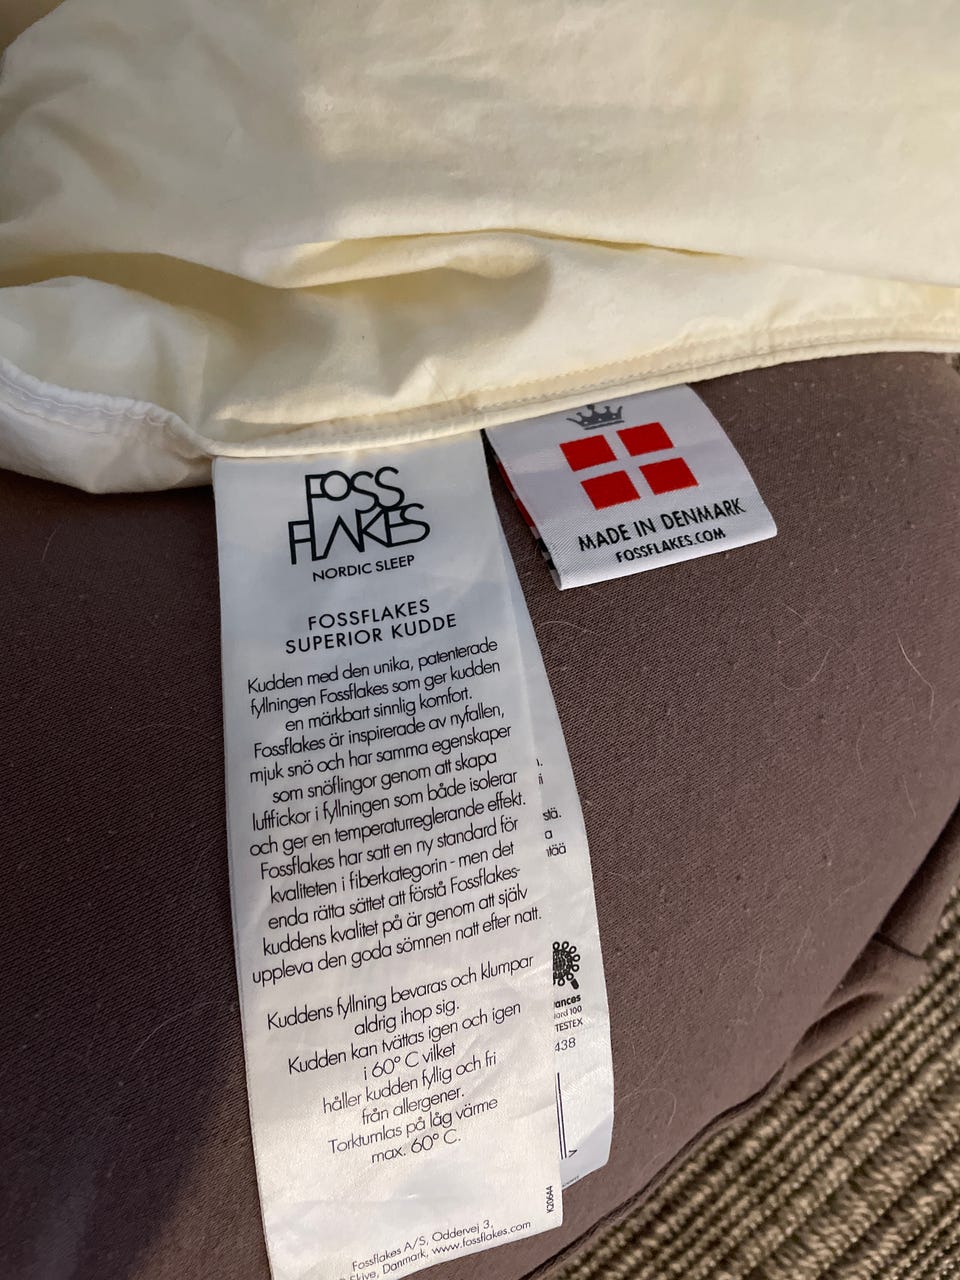 FOSS
FLAKES
NORDIC SLEEP
FOSSFLAKES
SUPERIOR KUDDE
Kudden med den unika, patenterade
fyllningen Fossflakes som ger kudden
en märkbart sinnlig komfort.
Fossflakes är inspirerade av nyfallen,
mjuk snö och har samma egenskaper
som snöflingor genom att skapa
luftfickor i fyllningen som både isolerar
och ger en temperaturreglerande effekt.
Fossflakes har satt en ny standard för
kvaliteten i fiberkategorin - men det
enda rätta sättet att förstå Fossflakes-
kuddens kvalitet på är genom att själv
uppleva den goda sömnen natt efter natt.
Kuddens fyllning bevaras och klumpar
aldrig ihop sig.
Kudden kan tvättas igen och igen
i 60° C vilket
håller kudden fyllig och fri
från allergener.
Torktumlas på låg värme
max. 60° C.
K20644
Fossflakes A/S, Oddervej 3,
Skive, Danmark, www.fossflakes.com
MADE IN DENMARK
FOSSFLAKES.COM
stä.
a
ances
100
TESTEX
438